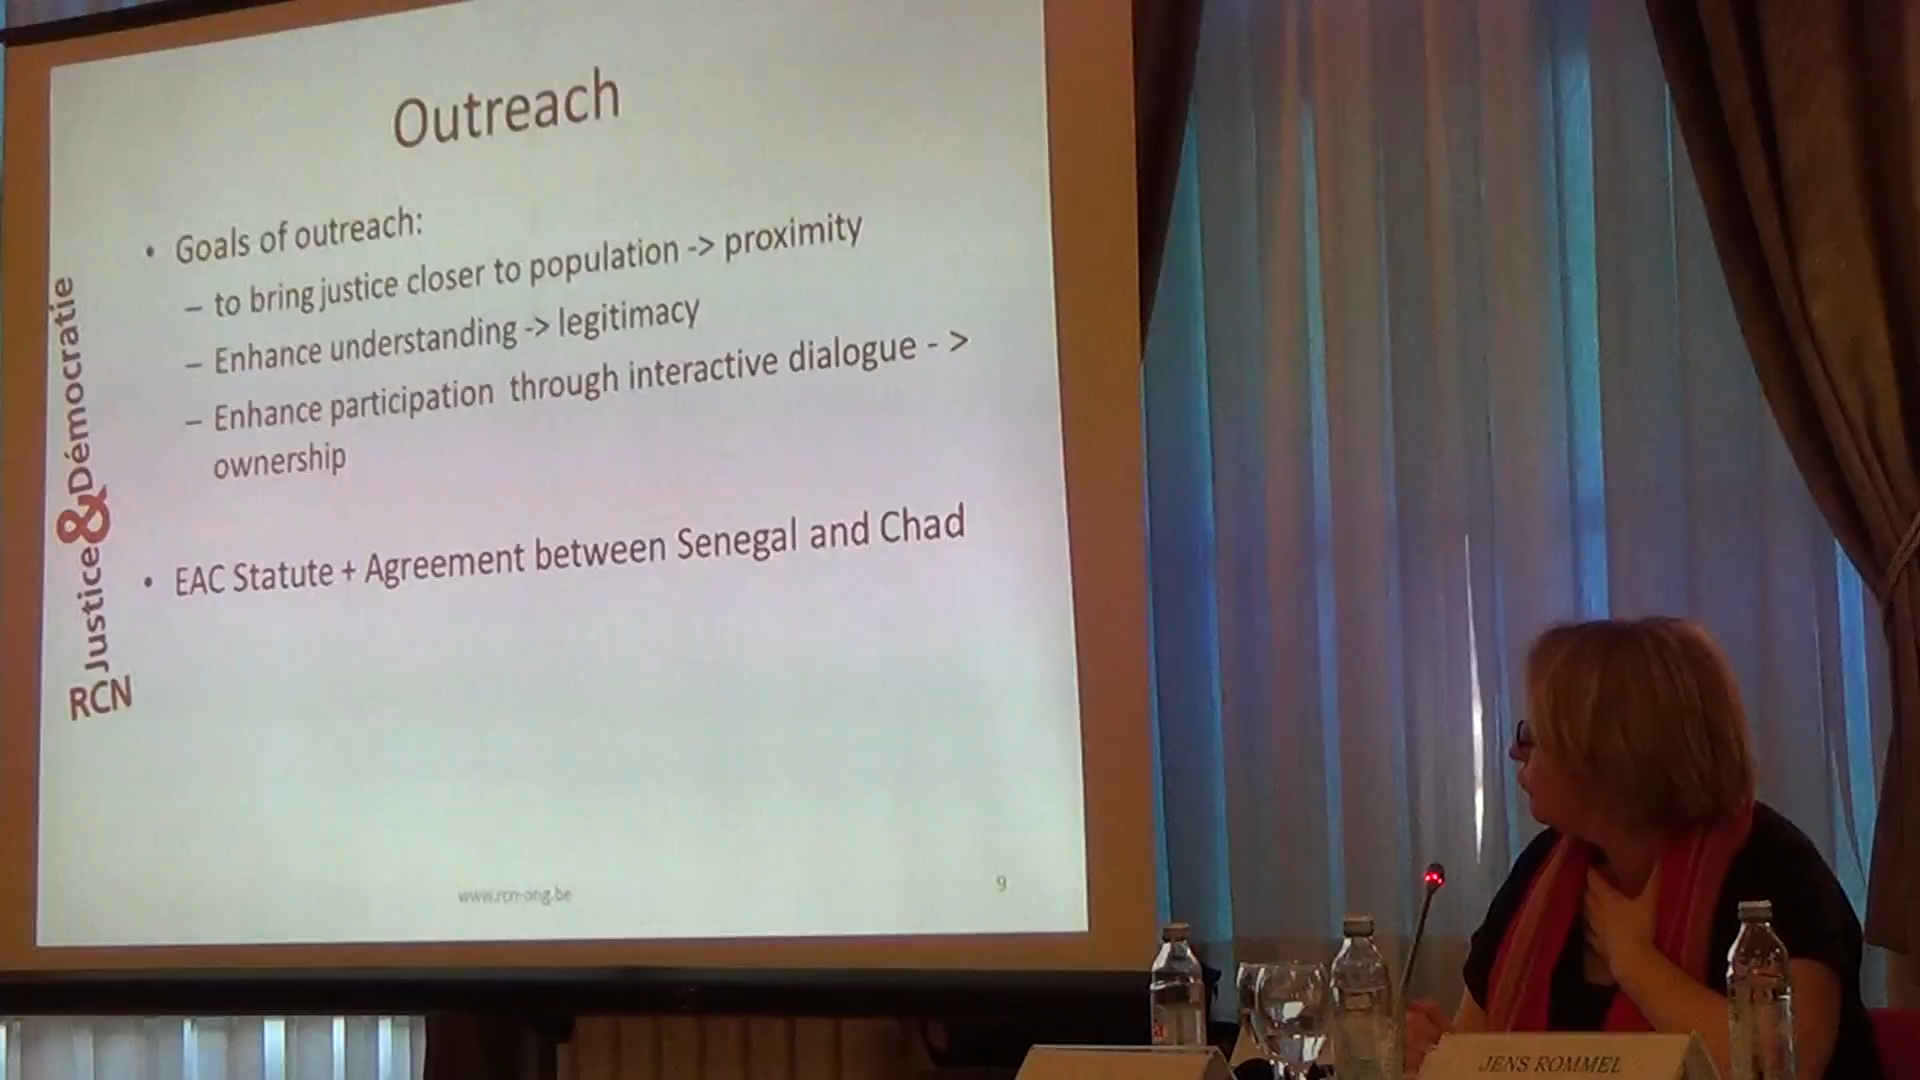 Outreach
• Goals of outreach:
– to bring justice closer to population -> proximity
– Enhance understanding -> legitimacy
– Enhance participation through interactive dialogue - >
ownership
• EAC Statute + Agreement between Senegal and Chad
RCN Justice & Démocratie
www.rcn-ong.be
9
JENS ROMMEL